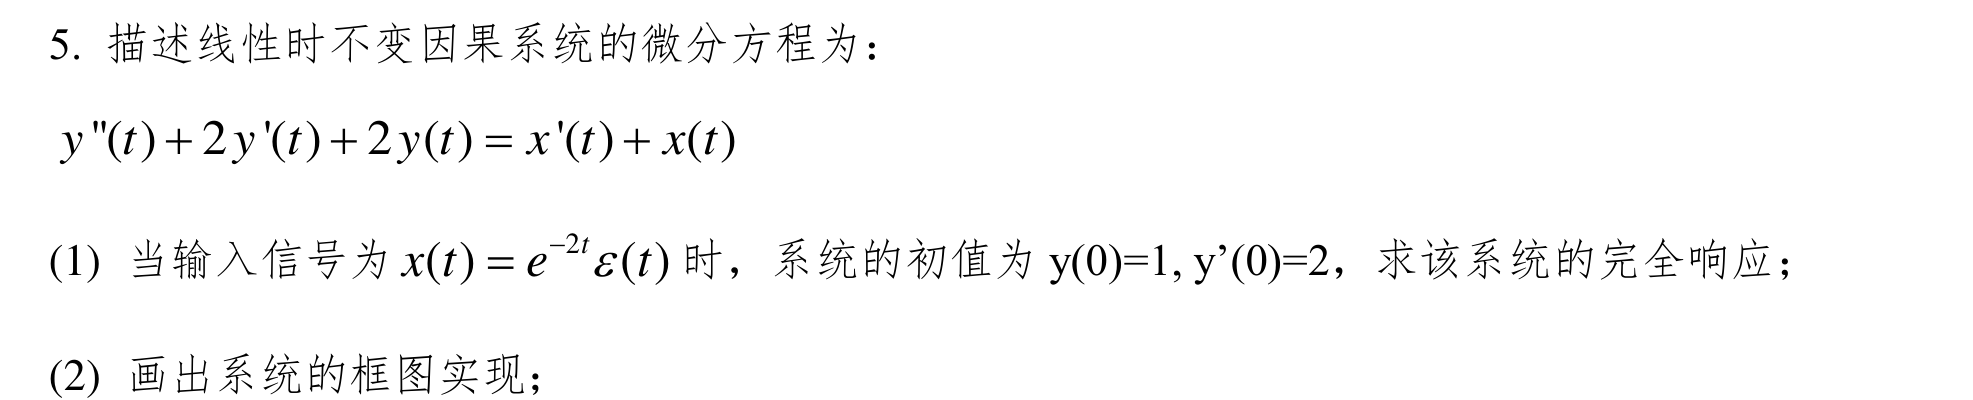 5. 描述线性时不变因果系统的微分方程为：
y''(t)+2y'(t)+2y(t)=x'(t)+x(t)
(1) 当输入信号为x(t)=e^{-2t}ε(t)时，系统的初值为y(0)=1, y’(0)=2，求该系统的完全响应；
(2) 画出系统的框图实现；